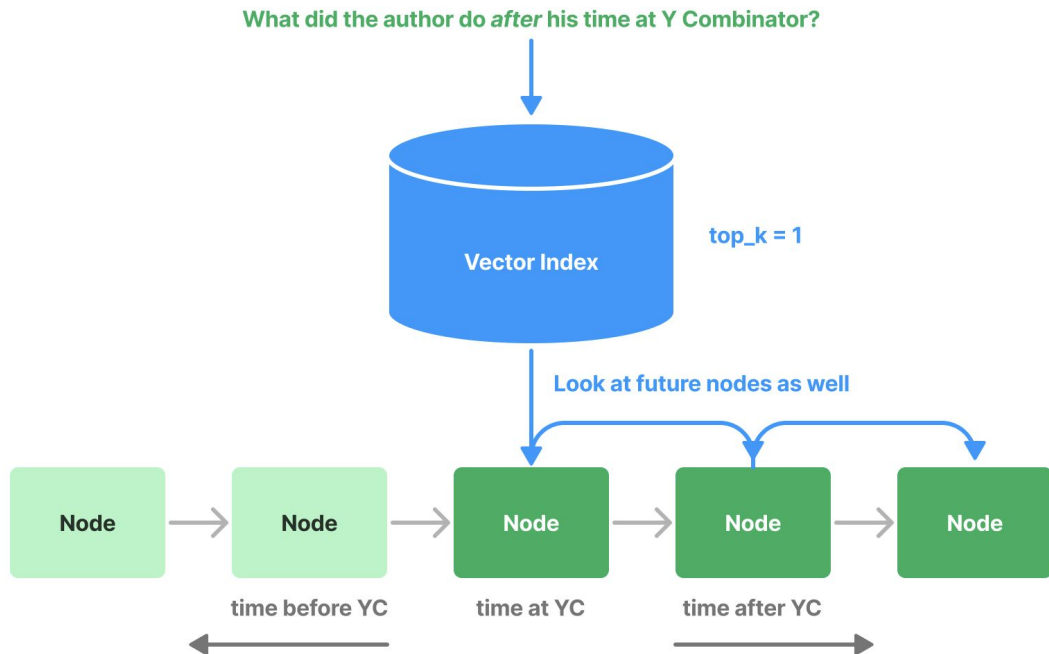 What did the author do after his time at Y Combinator?
Vector Index
top_k = 1
Look at future nodes as well
Node
Node
Node
Node
Node
time before YC
time at YC
time after YC